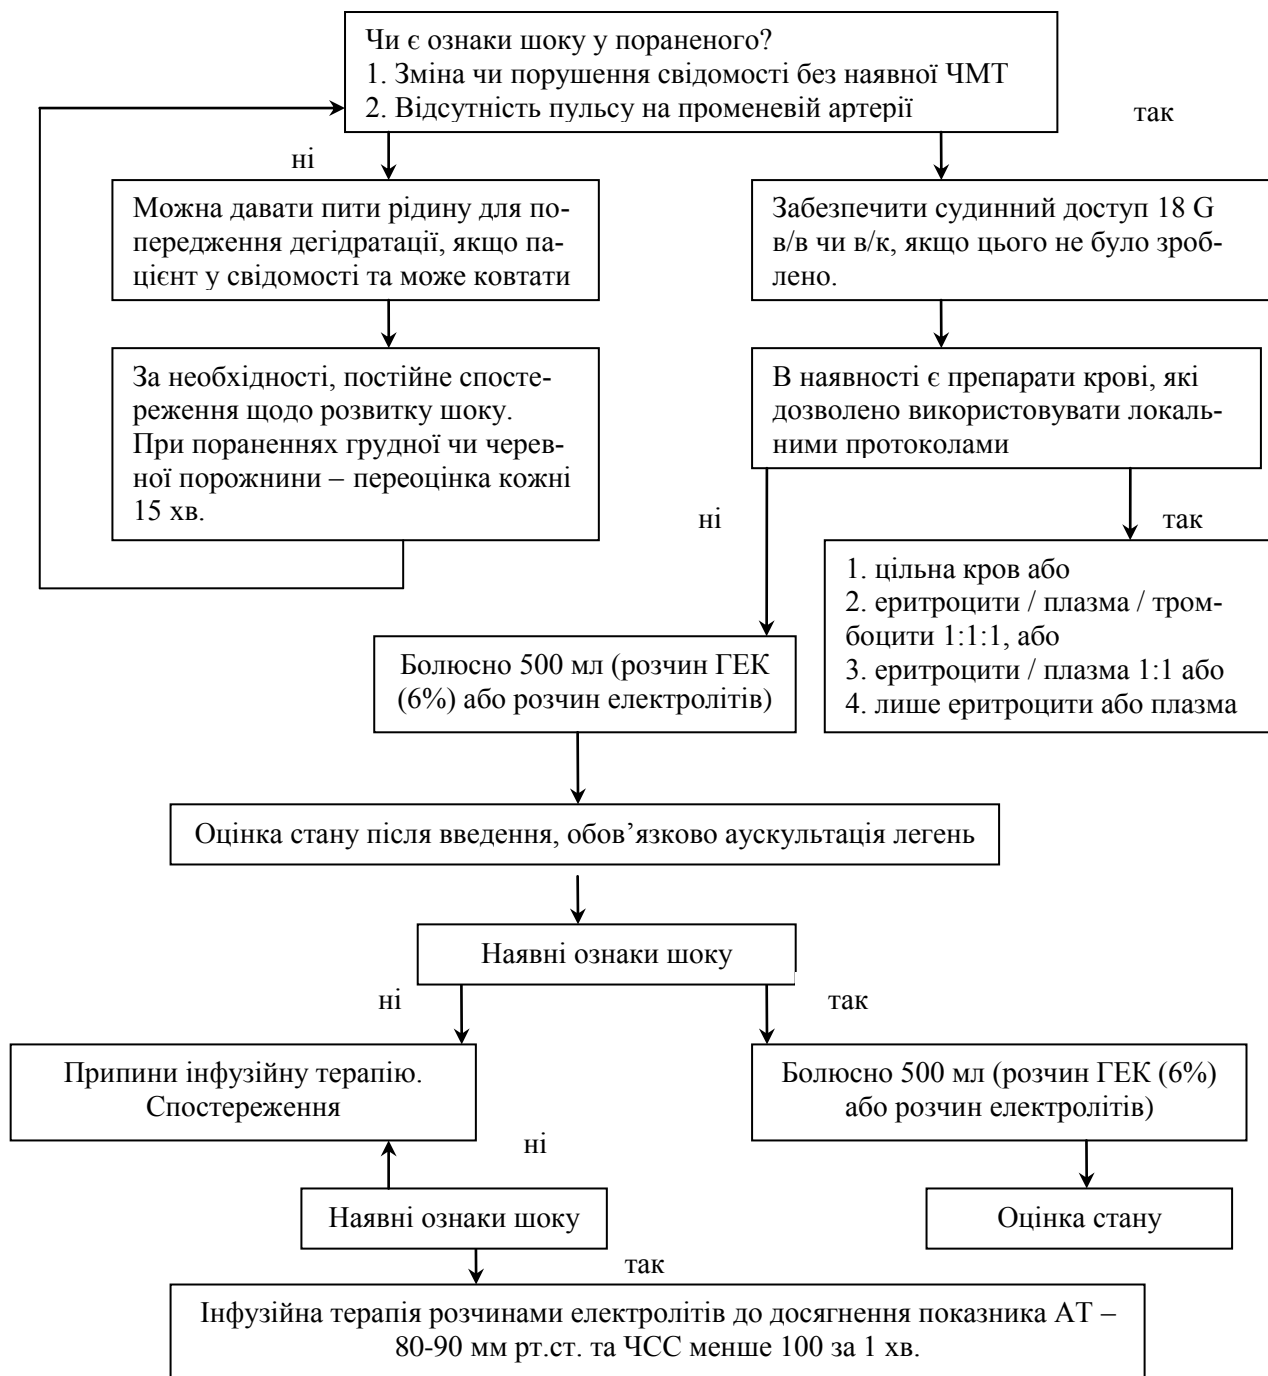 Чи є ознаки шоку у пораненого?
1. Зміна чи порушення свідомості без наявної ЧМТ
2. Відсутність пульсу на променевій артерії
так
ні
Можна давати пити рідину для по-
передження дегідратації, якщо па-
цієнт у свідомості та може ковтати
Забезпечити судинний доступ 18 G
в/в чи в/к, якщо цього не було зроб-
лено.
За необхідності, постійне спосте-
реження щодо розвитку шоку.
При пораненнях грудної чи черев-
ної порожнини – переоцінка кожні
15 хв.
В наявності є препарати крові, які
дозволено використовувати локаль-
ними протоколами
ні
так
1. цільна кров або
2. еритроцити / плазма / тром-
боцити 1:1:1, або
3. еритроцити / плазма 1:1 або
4. лише еритроцити або плазма
Болюсно 500 мл (розчин ГЕК
(6%) або розчин електролітів)
Оцінка стану після введення, обов’язково аускультація легень
Наявні ознаки шоку
ні
так
Припини інфузійну терапію.
Спостереження
Болюсно 500 мл (розчин ГЕК (6%)
або розчин електролітів)
ні
Наявні ознаки шоку
Оцінка стану
так
Інфузійна терапія розчинами електролітів до досягнення показника АТ –
80-90 мм рт.ст. та ЧСС менше 100 за 1 хв.